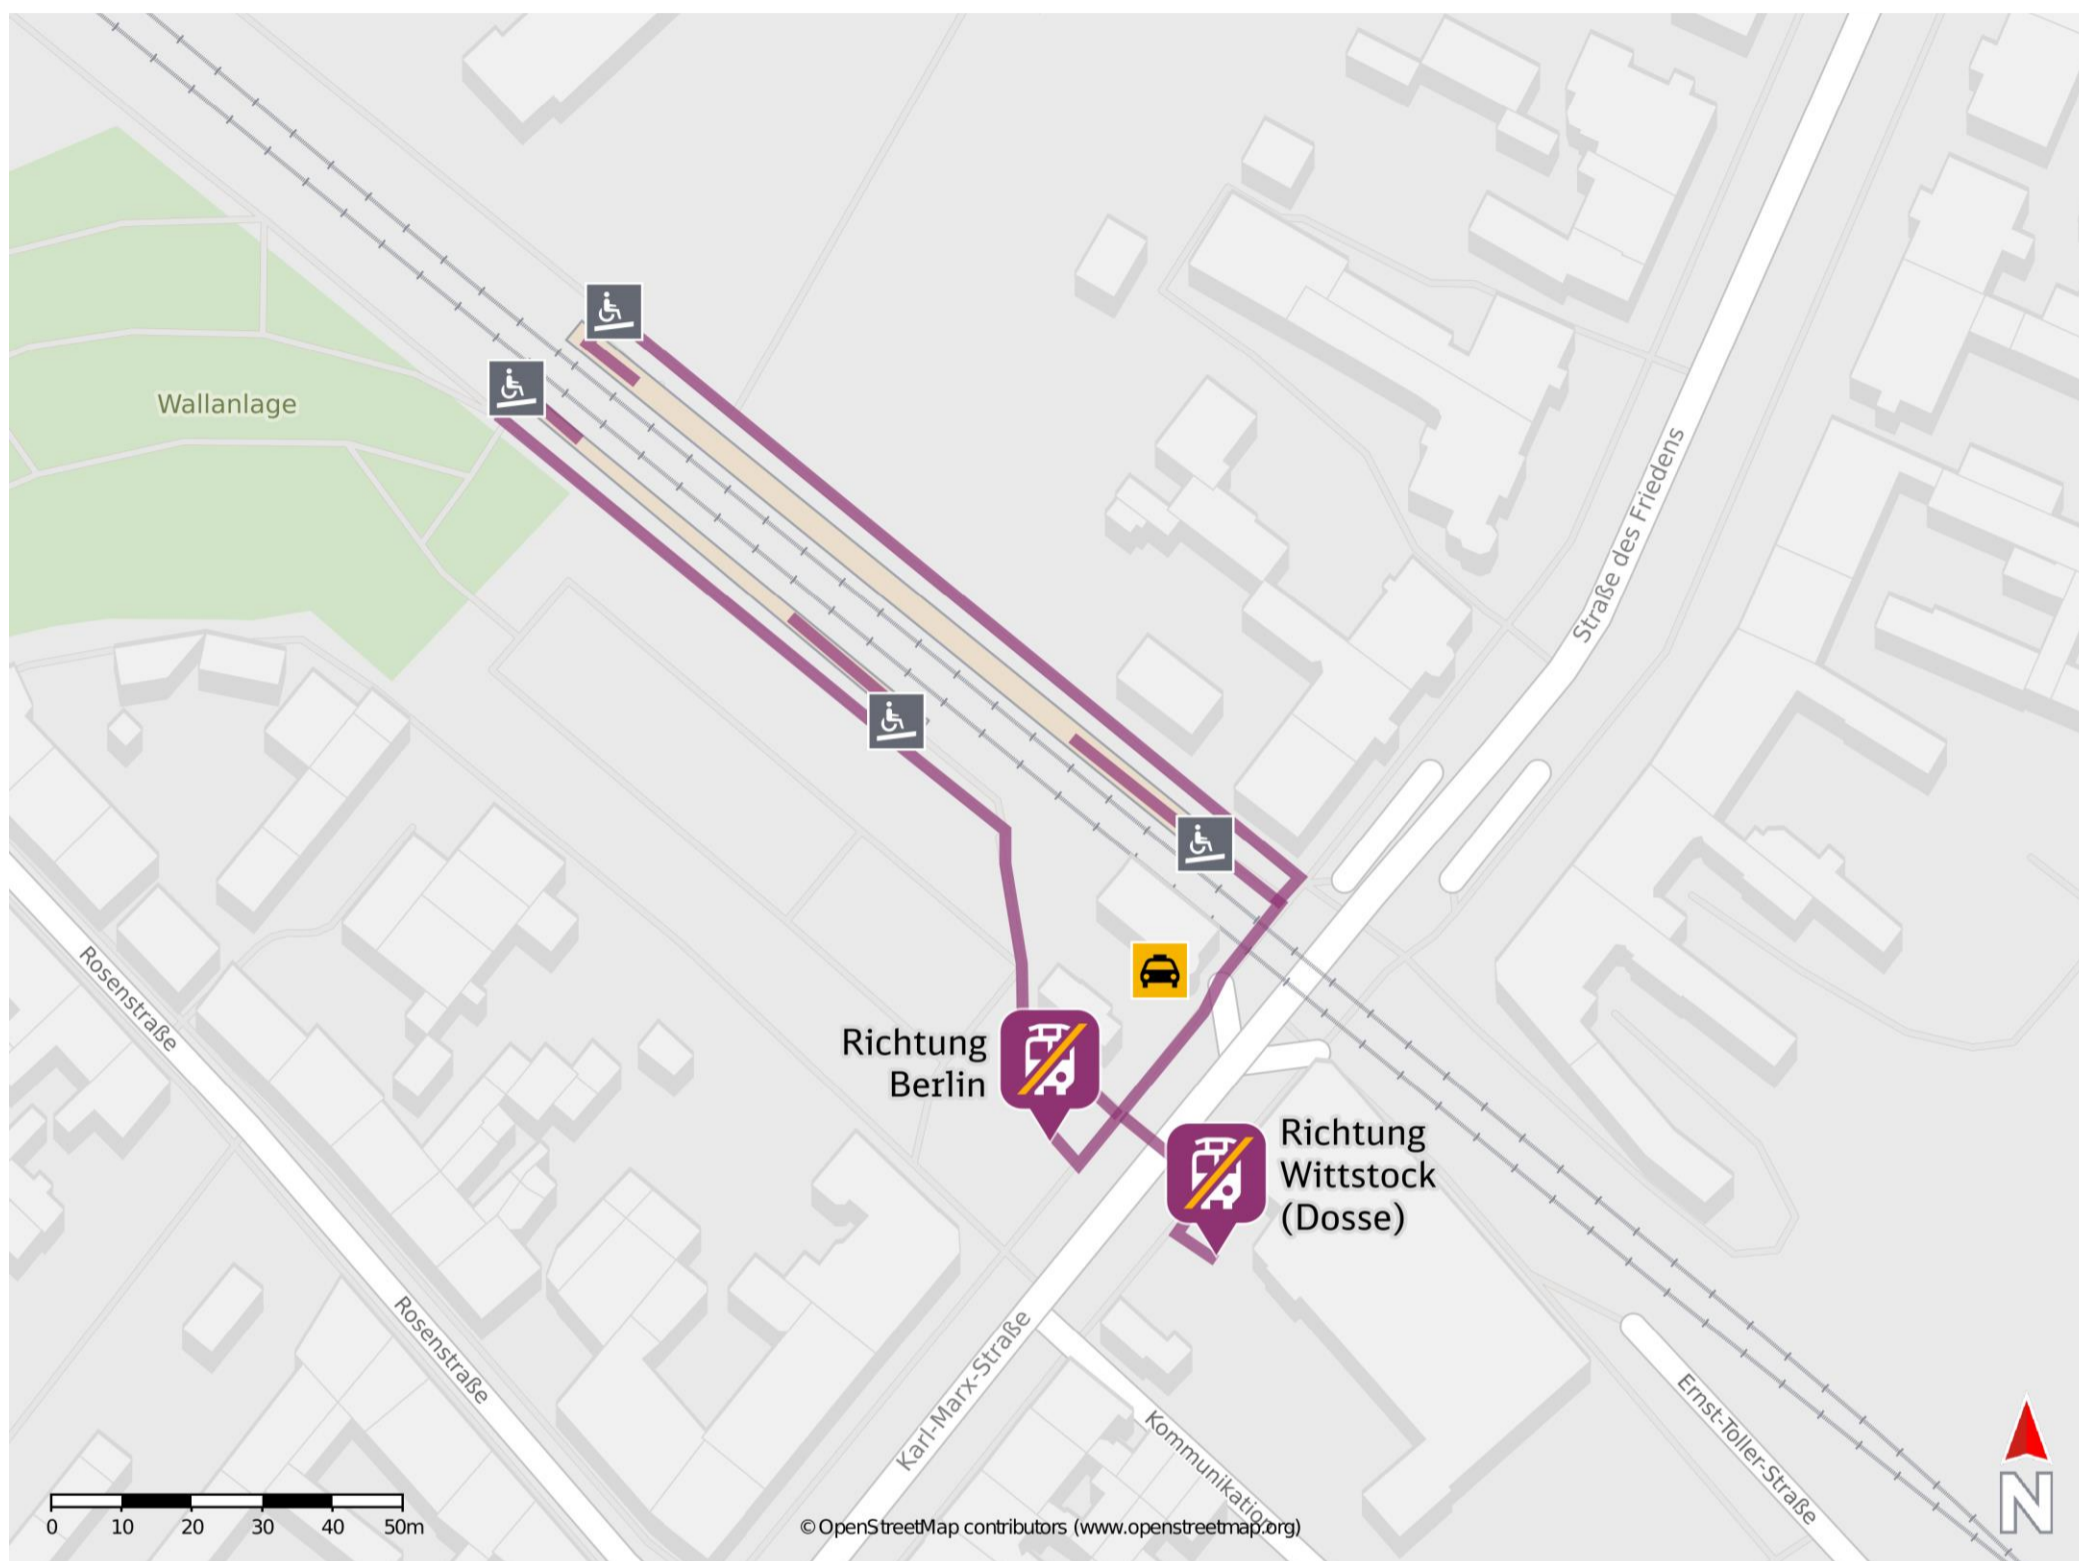 Straße des Friedens
Wallanlage
Rosenstraße
Richtung
Berlin
Richtung
Wittstock
(Dosse)
Rosenstraße
Karl-Marx-Straße
Kommunikation
Ernst-Toller-Straße
N
0 10 20 30 40 50m
© OpenStreetMap contributors (www.openstreetmap.org)